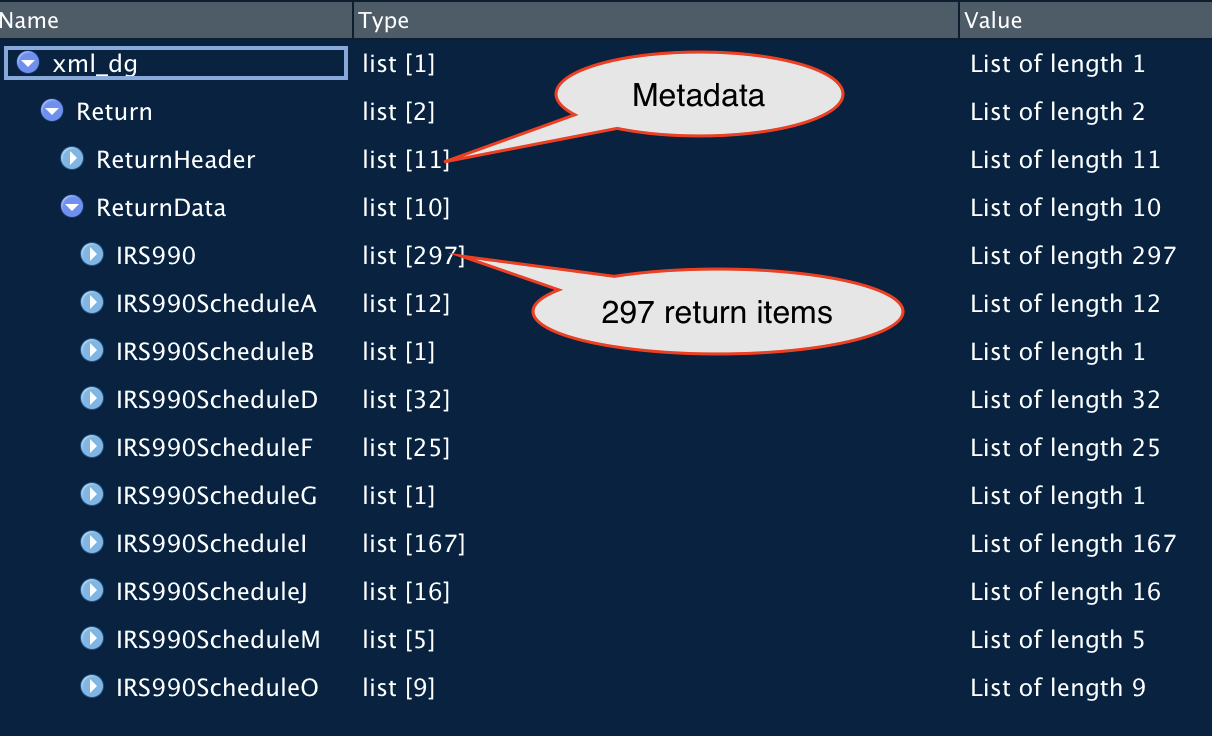 Name Type Value
xml_dg list [1] List of length 1
Metadata
Return list [2] List of length 2
ReturnHeader list [11] List of length 11
ReturnData list [10] List of length 10
IRS990 list [297] List of length 297
IRS990ScheduleA list [12] List of length 12
297 return items
IRS990ScheduleB list [1] List of length 1
IRS990ScheduleD list [32] List of length 32
IRS990ScheduleF list [25] List of length 25
IRS990ScheduleG list [1] List of length 1
IRS990ScheduleI list [167] List of length 167
IRS990ScheduleJ list [16] List of length 16
IRS990ScheduleM list [5] List of length 5
IRS990ScheduleO list [9] List of length 9